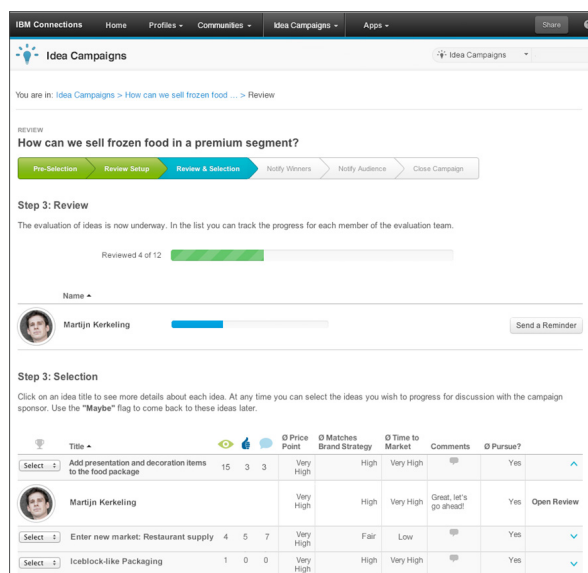 IBM Connections Home Profiles Communities Idea Campaigns Apps Share
Idea Campaigns Idea Campaigns
You are in: Idea Campaigns > How can we sell frozen food ... > Review
REVIEW
How can we sell frozen food in a premium segment?
Pre-Selection Review Setup Review & Selection Notify Winners Notify Audience Close Campaign
Step 3: Review
The evaluation of ideas is now underway. In the list you can track the progress for each member of the evaluation team.
Reviewed 4 of 12
Name
Martijn Kerkeling Send a Reminder
Step 3: Selection
Click on an idea title to see more details about each idea. At any time you can select the ideas you wish to progress for discussion with the campaign
sponsor. Use the "Maybe" flag to come back to these ideas later.
Ø Price Ø Matches Ø Time to
Title Point Brand Strategy Market Comments Ø Pursue?
Select Add presentation and decoration items 15 3 3 Very High Very High Yes
to the food package High
Martijn Kerkeling Very High Very High Great, let's Yes Open Review
High go ahead!
Select Enter new market: Restaurant supply 4 5 7 Very Fair Low Yes
High
Select Iceblock-like Packaging 1 0 0 Very High Very High Yes
High